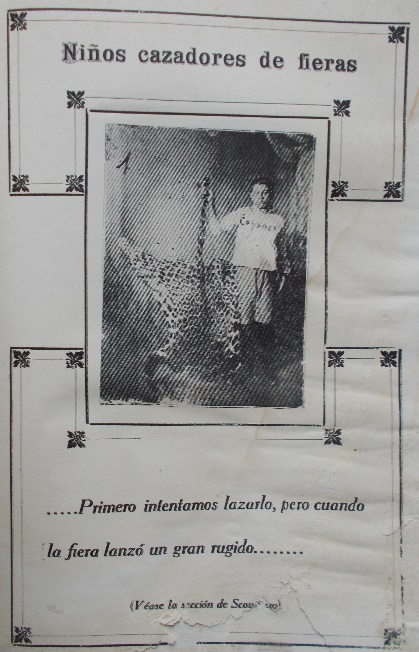 Niños cazadores de fieras
1
.....Primero intentamos lazarlo, pero cuando
la fiera lanzó un gran rugido........
(Véase la sección de